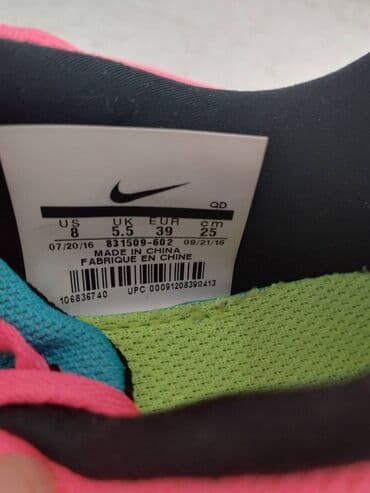 QD
US UK EUR cm
8 5.5 39 25
07/20/16 831509-602 09/21/16
MADE IN CHINA
FABRIQUE EN CHINE
106836740 UPC 00091208390413